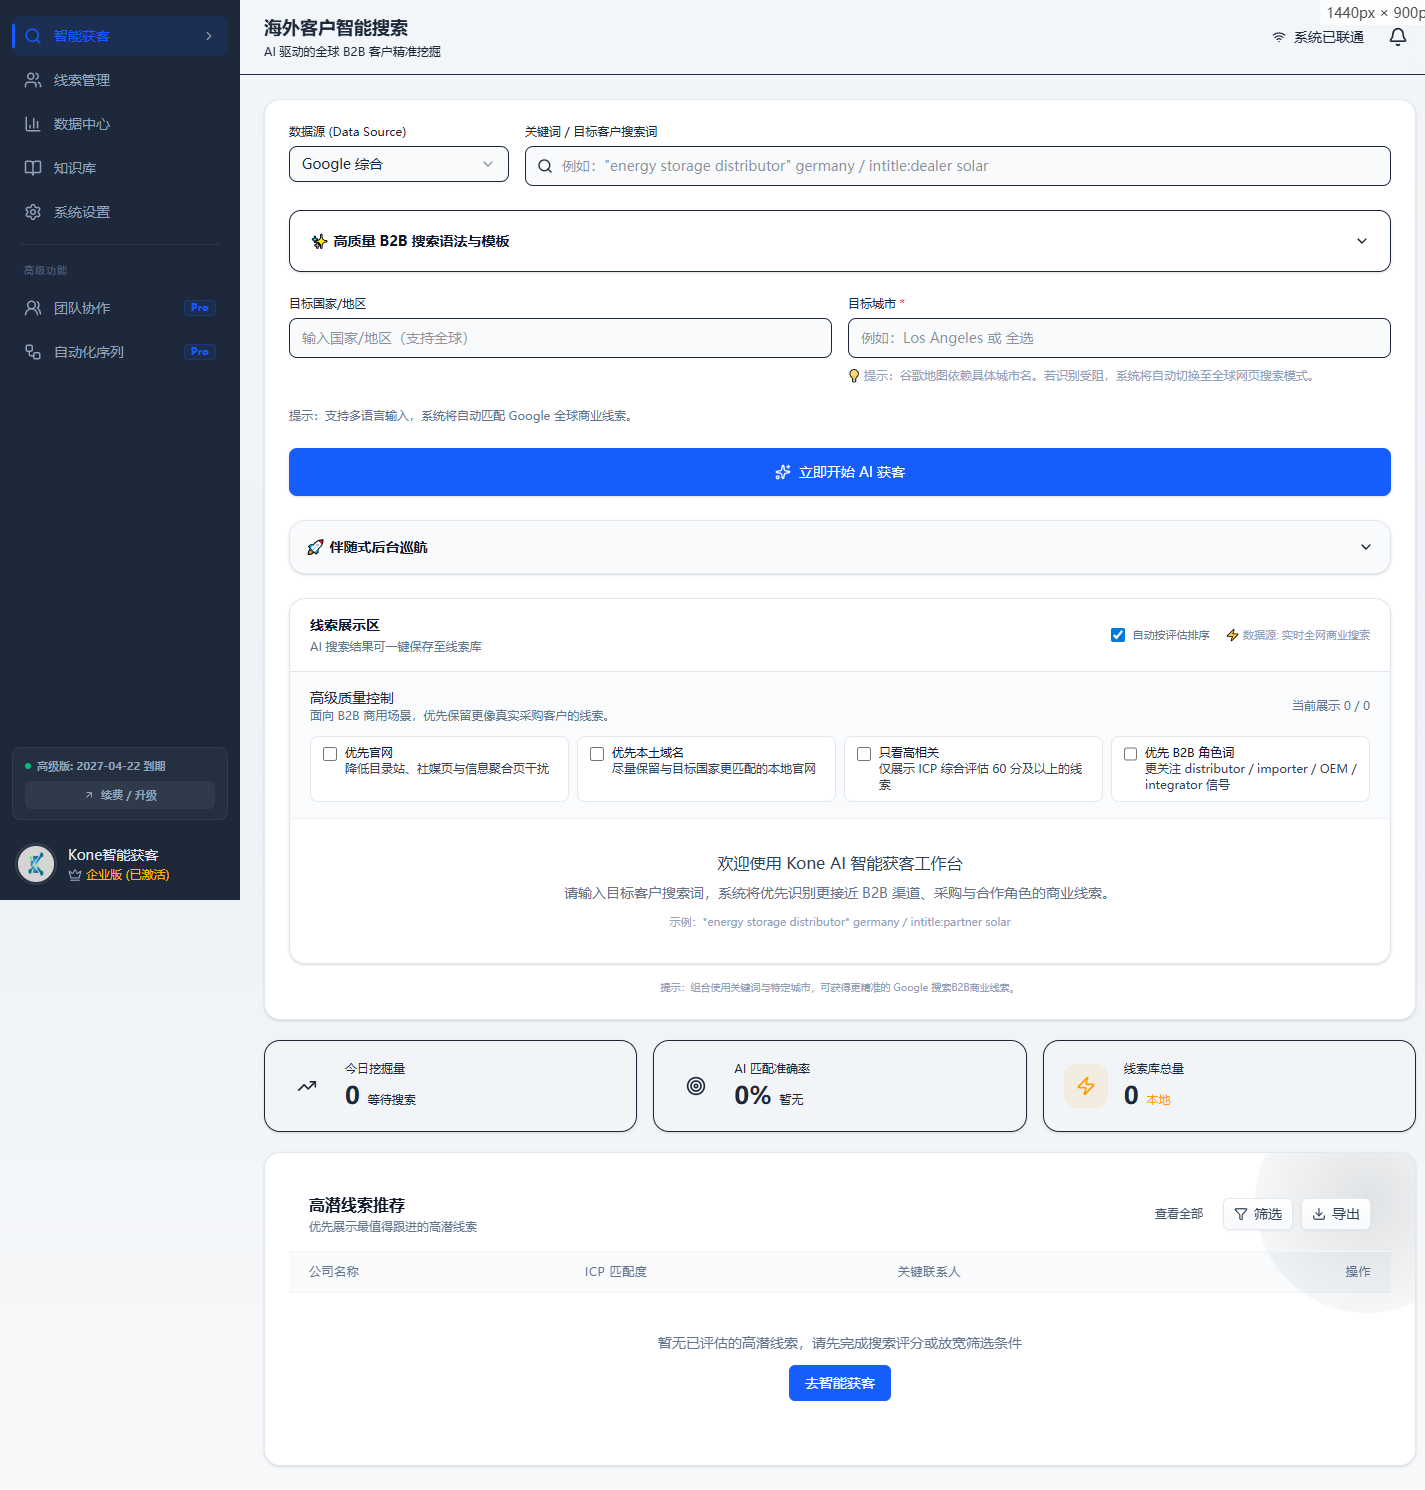 1440px × 900p
智能获客
线索管理
数据中心
知识库
系统设置
高级功能
团队协作 Pro
自动化序列 Pro
高级版: 2027-04-22 到期
续费 / 升级
Kone智能获客
企业版 (已激活)
海外客户智能搜索
AI 驱动的全球 B2B 客户精准挖掘
系统已联通
数据源 (Data Source)
Google 综合
关键词 / 目标客户搜索词
例如："energy storage distributor" germany / intitle:dealer solar
高质量 B2B 搜索语法与模板
目标国家/地区
输入国家/地区（支持全球）
目标城市 *
例如：Los Angeles 或 全选
提示：谷歌地图依赖具体城市名。若识别受阻，系统将自动切换至全球网页搜索模式。
提示：支持多语言输入，系统将自动匹配 Google 全球商业线索。
立即开始 AI 获客
伴随式后台巡航
线索展示区
AI 搜索结果可一键保存至线索库
自动按评估排序
数据源: 实时全网商业搜索
高级质量控制
面向 B2B 商用场景，优先保留更像真实采购客户的线索。
当前展示 0 / 0
优先官网
降低目录站、社媒页与信息聚合页干扰
优先本土域名
尽量保留与目标国家更匹配的本地官网
只看高相关
仅展示 ICP 综合评估 60 分及以上的线
索
优先 B2B 角色词
更关注 distributor / importer / OEM /
integrator 信号
欢迎使用 Kone AI 智能获客工作台
请输入目标客户搜索词，系统将优先识别更接近 B2B 渠道、采购与合作角色的商业线索。
示例："energy storage distributor" germany / intitle:partner solar
提示：组合使用关键词与特定城市，可获得更精准的 Google 搜索B2B商业线索。
今日挖掘量
0 等待搜索
AI 匹配准确率
0% 暂无
线索库总量
0 本地
高潜线索推荐
优先展示最值得跟进的高潜线索
查看全部
筛选
导出
公司名称 ICP 匹配度 关键联系人 操作
暂无已评估的高潜线索，请先完成搜索评分或放宽筛选条件
去智能获客